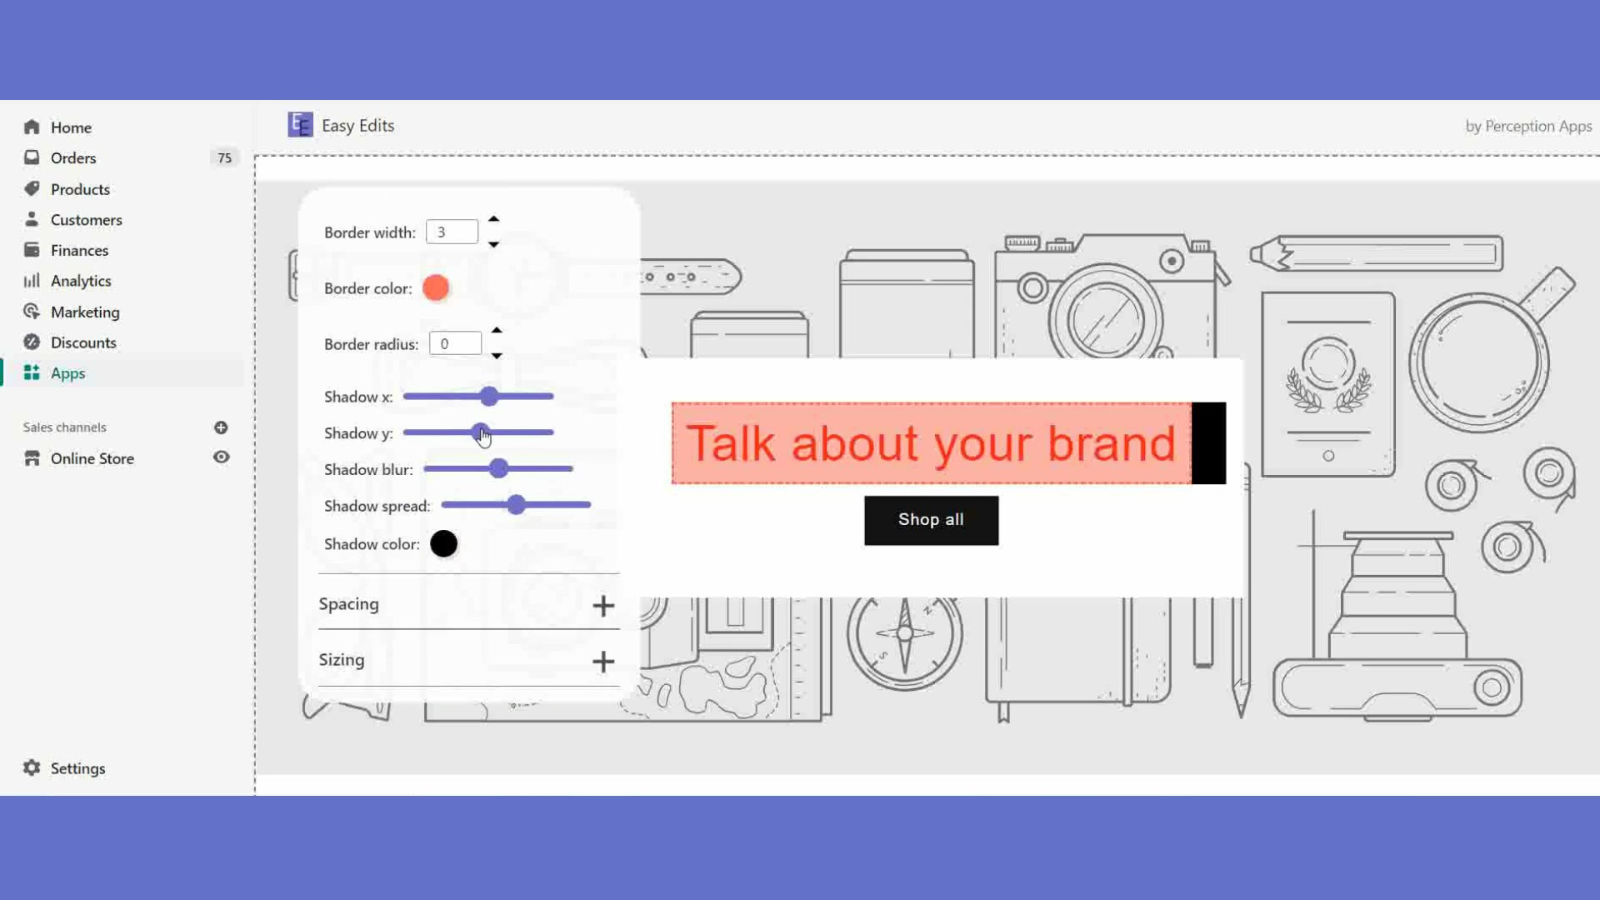 Home
Orders 75
Products
Customers
Finances
Analytics
Marketing
Discounts
Apps
Sales channels
Online Store
Settings
EE Easy Edits
by Perception Apps
Border width: 3
Border color:
Border radius: 0
Shadow x:
Shadow y:
Shadow blur:
Shadow spread:
Shadow color:
Spacing
Sizing
Talk about your brand
Shop all
N
S